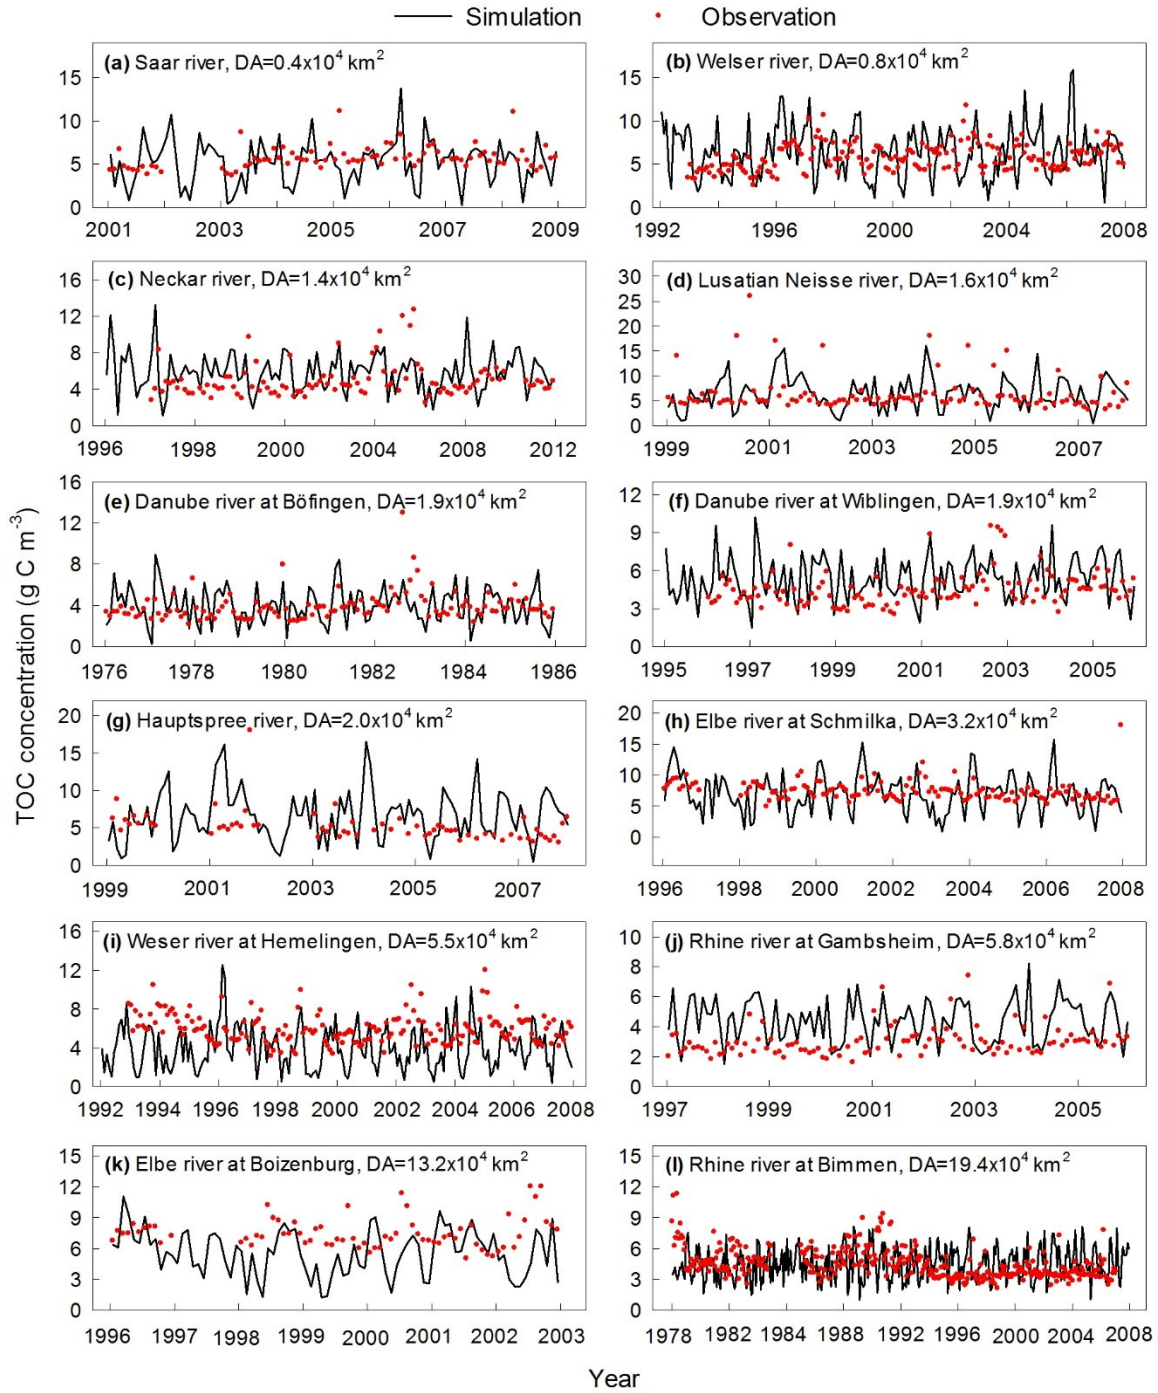 Simulation Observation
TOC concentration (g C m⁻³)
(a) Saar river, DA=0.4x10⁴ km²
15
10
5
0
2001 2003 2005 2007 2009
(b) Welser river, DA=0.8x10⁴ km²
15
10
5
0
1992 1996 2000 2004 2008
(c) Neckar river, DA=1.4x10⁴ km²
16
12
8
4
0
1996 1998 2000 2004 2008 2012
(d) Lusatian Neisse river, DA=1.6x10⁴ km²
30
25
20
15
10
5
0
1999 2001 2003 2005 2007
(e) Danube river at Böfingen, DA=1.9x10⁴ km²
16
12
8
4
0
1976 1978 1980 1982 1984 1986
(f) Danube river at Wiblingen, DA=1.9x10⁴ km²
12
9
6
3
0
1995 1997 1999 2001 2003 2005
(g) Hauptspree river, DA=2.0x10⁴ km²
20
15
10
5
0
1999 2001 2003 2005 2007
(h) Elbe river at Schmilka, DA=3.2x10⁴ km²
20
15
10
5
0
1996 1998 2000 2002 2004 2006 2008
(i) Weser river at Hemelingen, DA=5.5x10⁴ km²
16
12
8
4
0
1992 1994 1996 1998 2000 2002 2004 2006 2008
(j) Rhine river at Gambsheim, DA=5.8x10⁴ km²
10
8
6
4
2
0
1997 1999 2001 2003 2005
(k) Elbe river at Boizenburg, DA=13.2x10⁴ km²
15
12
9
6
3
0
1996 1997 1998 1999 2000 2001 2002 2003
(l) Rhine river at Bimmen, DA=19.4x10⁴ km²
15
12
9
6
3
0
1978 1982 1984 1988 1992 1996 2000 2004 2008
Year